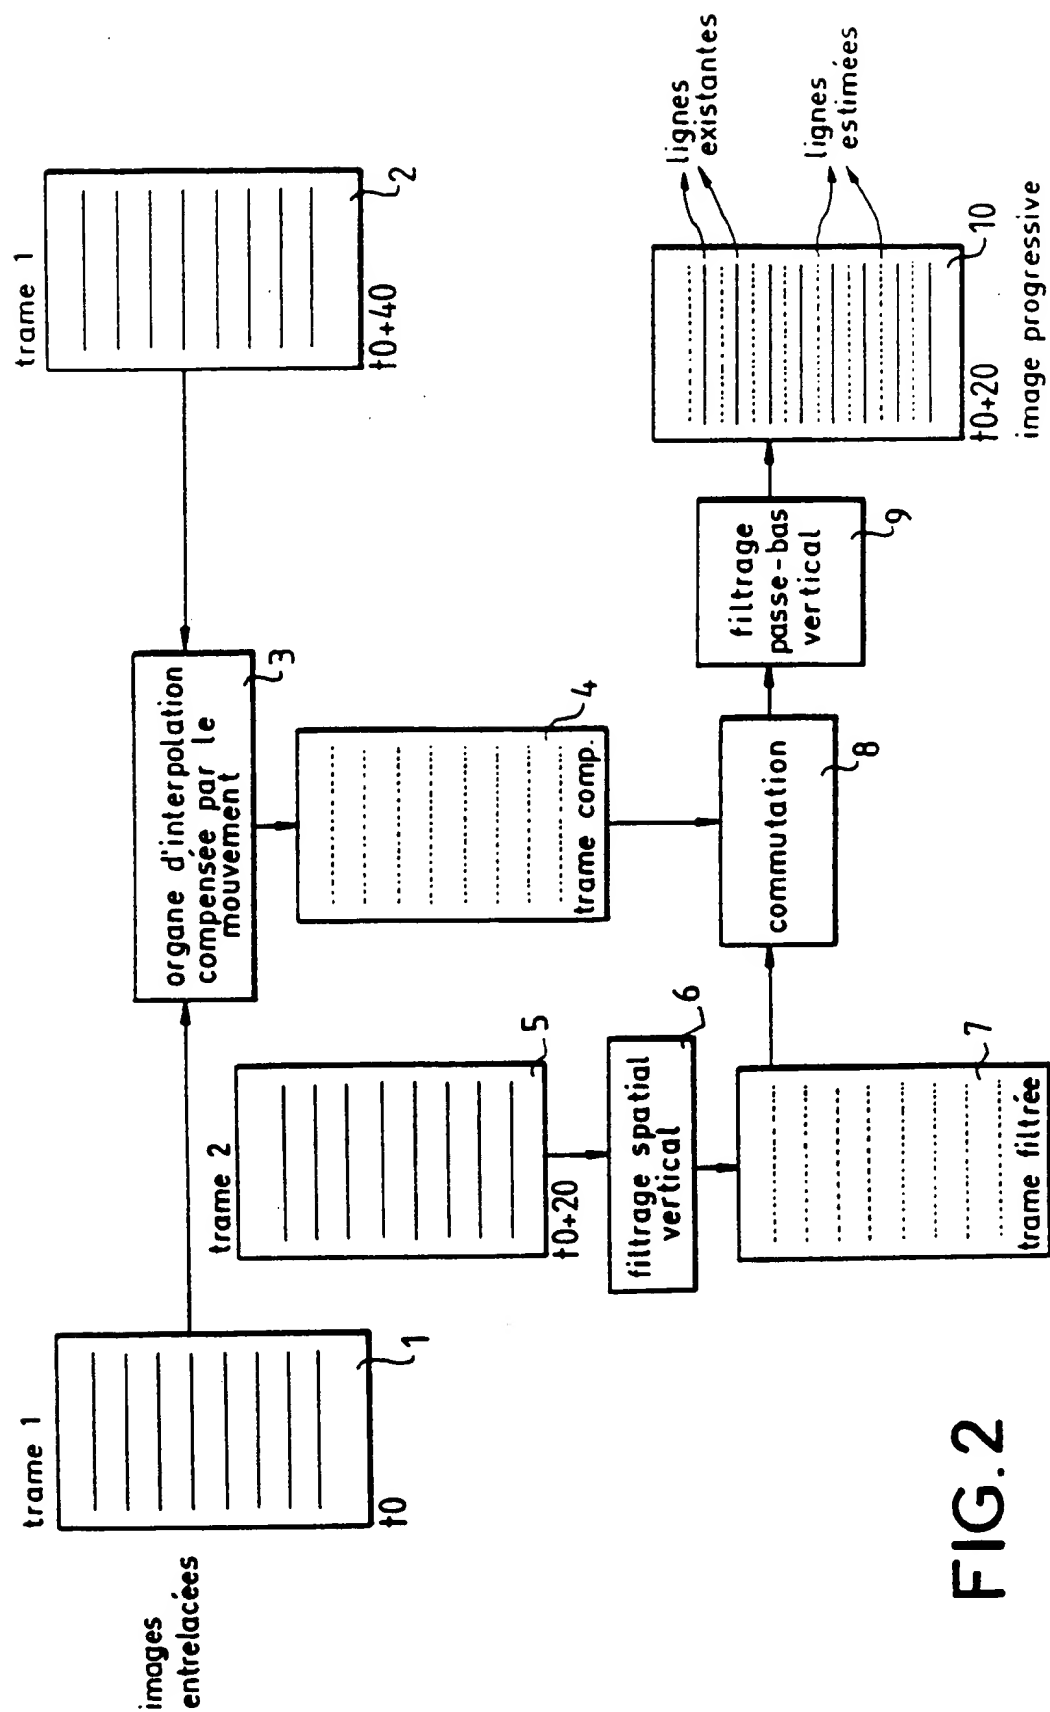 images
entrelacées
trame 1
t0
1
trame 2
t0+20
5
trame 1
t0+40
2
organe d'interpolation
compensée par le
mouvement
3
trame comp.
4
filtrage spatial
vertical
6
trame filtrée
7
commutation
8
filtrage
passe-bas
vertical
9
t0+20
10
image progressive
lignes
existantes
lignes
estimées
FIG.2